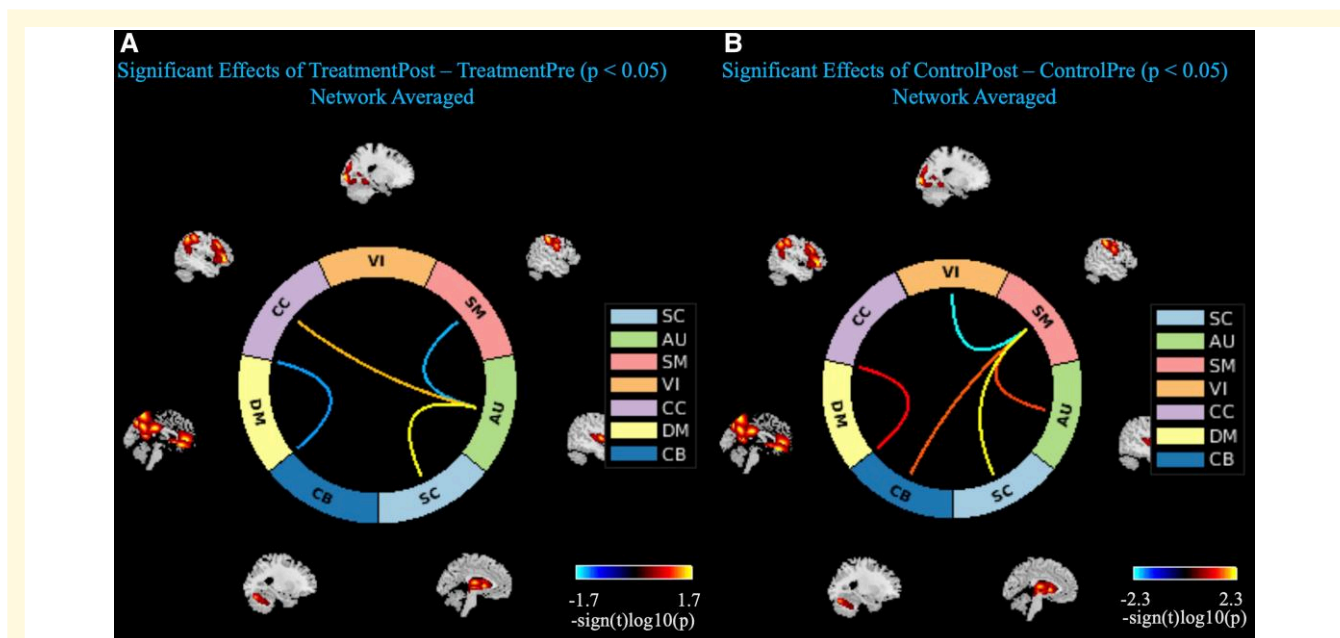 A
Significant Effects of TreatmentPost – TreatmentPre (p < 0.05)
Network Averaged
VI
CC
SM
DM
AU
CB
SC
SC
AU
SM
VI
CC
DM
CB
-1.7 1.7
-sign(t)log10(p)
B
Significant Effects of ControlPost – ControlPre (p < 0.05)
Network Averaged
VI
CC
SM
DM
AU
CB
SC
SC
AU
SM
VI
CC
DM
CB
-2.3 2.3
-sign(t)log10(p)